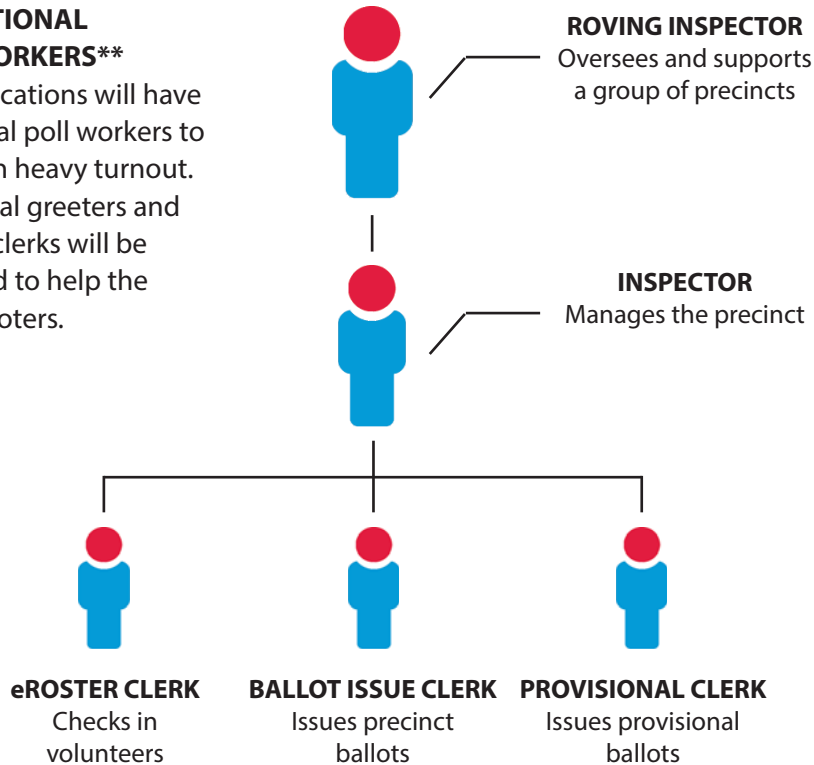 TIONAL
ORKERS**
cations will have
al poll workers to
n heavy turnout.
al greeters and
clerks will be
d to help the
oters.
ROVING INSPECTOR
Oversees and supports
a group of precincts
INSPECTOR
Manages the precinct
eROSTER CLERK
Checks in
volunteers
BALLOT ISSUE CLERK
Issues precinct
ballots
PROVISIONAL CLERK
Issues provisional
ballots